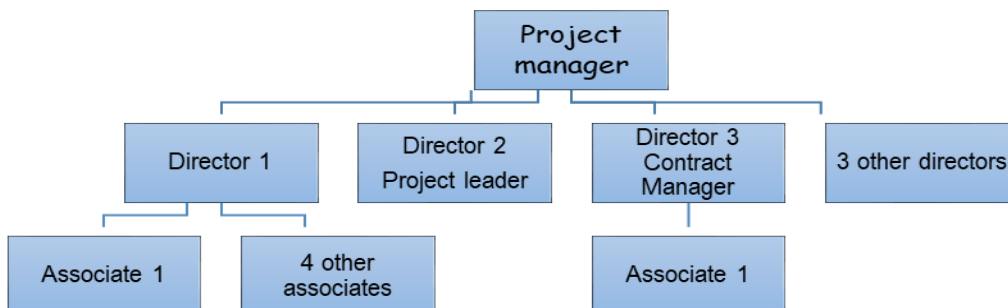 Project
manager
Director 1
Director 2
Project leader
Director 3
Contract
Manager
3 other directors
Associate 1
4 other
associates
Associate 1